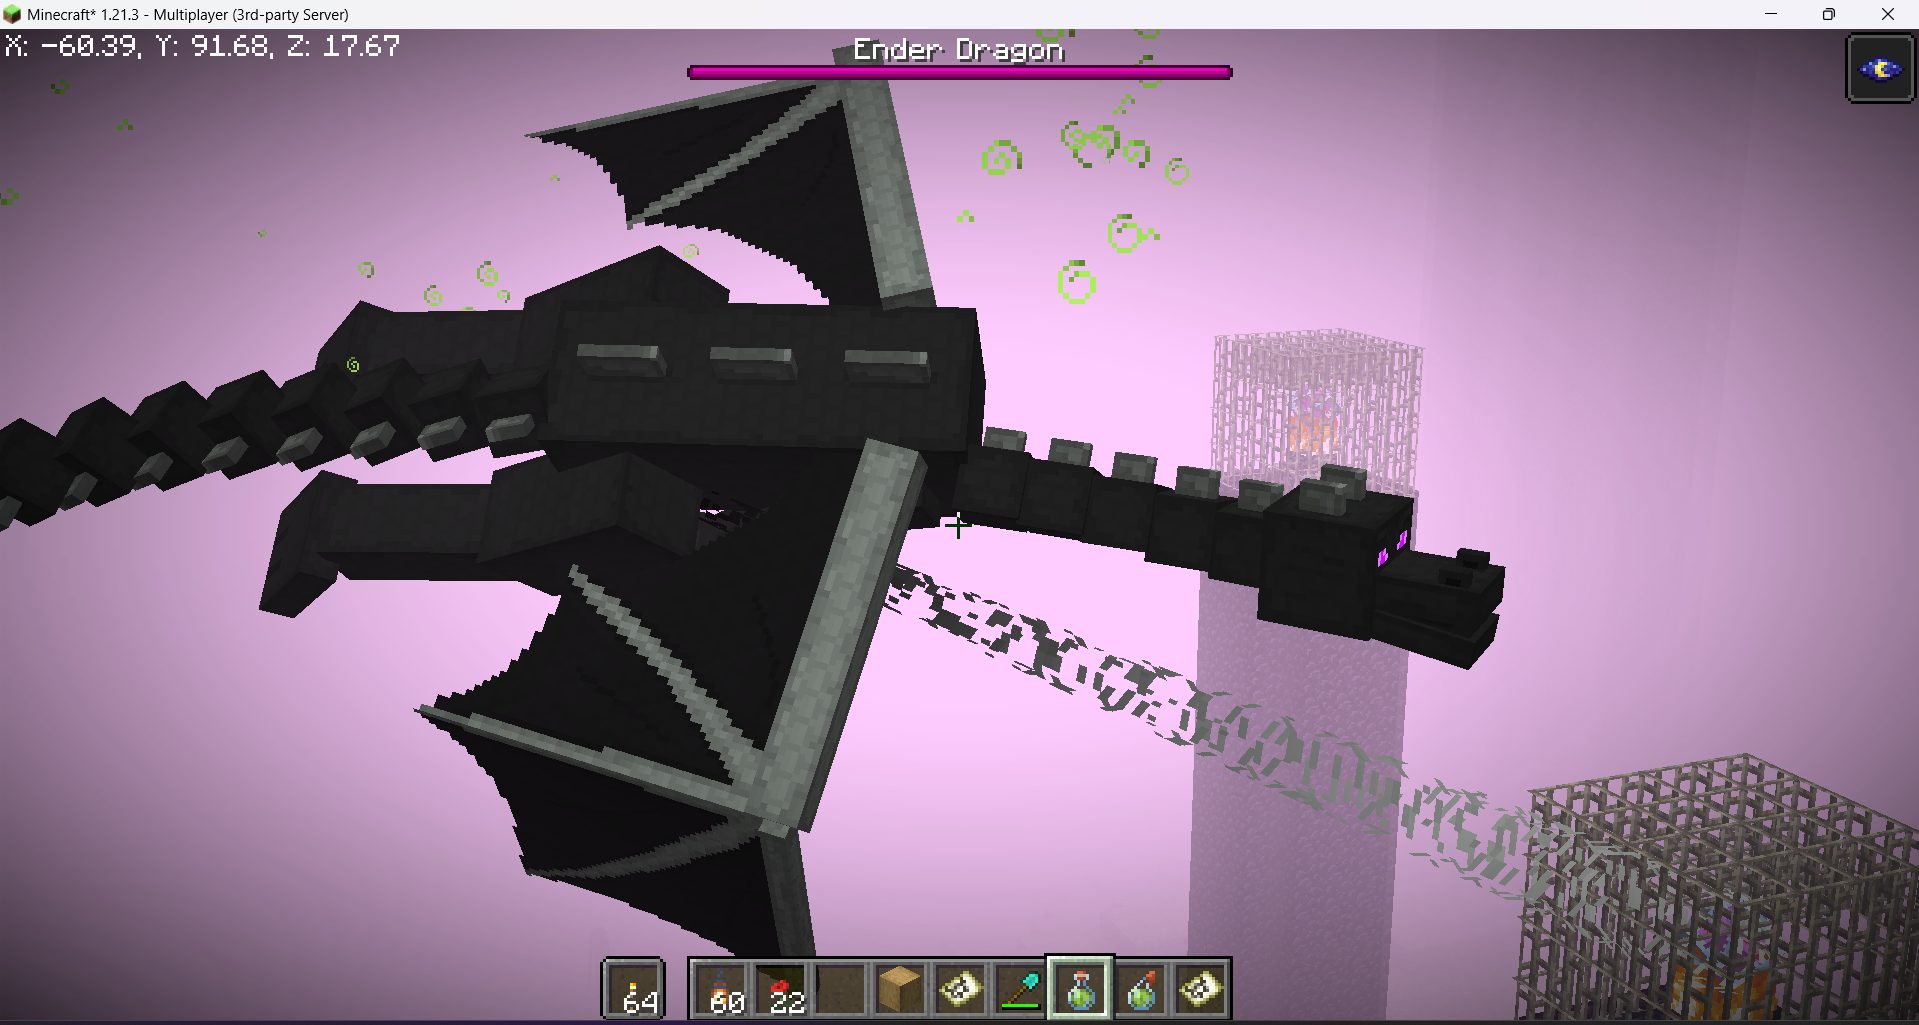 Minecraft* 1.21.3 - Multiplayer (3rd-party Server)
X: -60.39, Y: 91.68, Z: 17.67
Ender Dragon
64
60
22